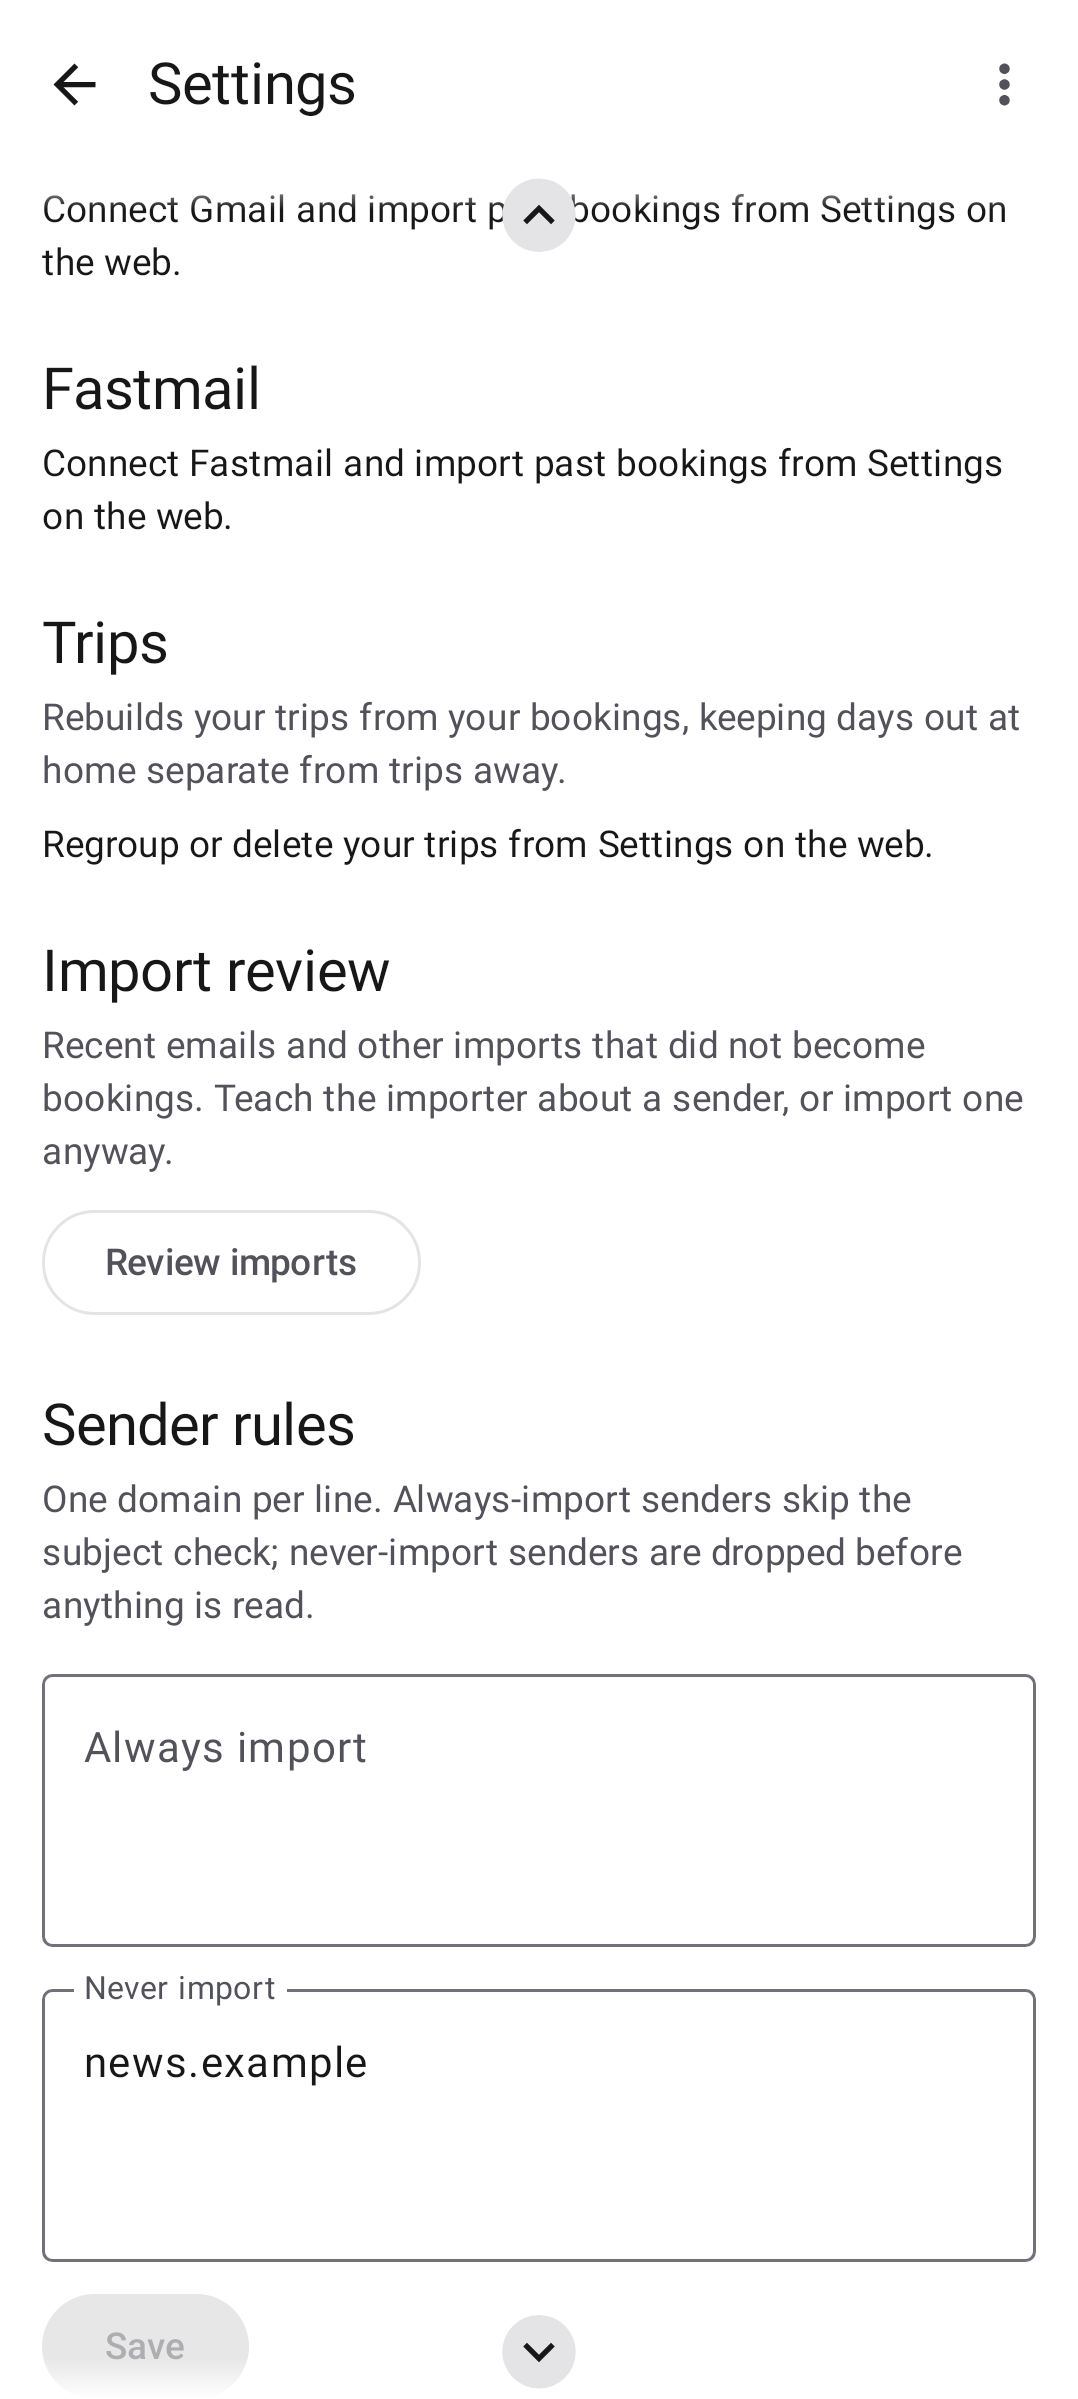 Settings
Connect Gmail and import bookings from Settings on
the web.
Fastmail
Connect Fastmail and import past bookings from Settings
on the web.
Trips
Rebuilds your trips from your bookings, keeping days out at
home separate from trips away.
Regroup or delete your trips from Settings on the web.
Import review
Recent emails and other imports that did not become
bookings. Teach the importer about a sender, or import one
anyway.
Review imports
Sender rules
One domain per line. Always-import senders skip the
subject check; never-import senders are dropped before
anything is read.
Always import
Never import
news.example
Save